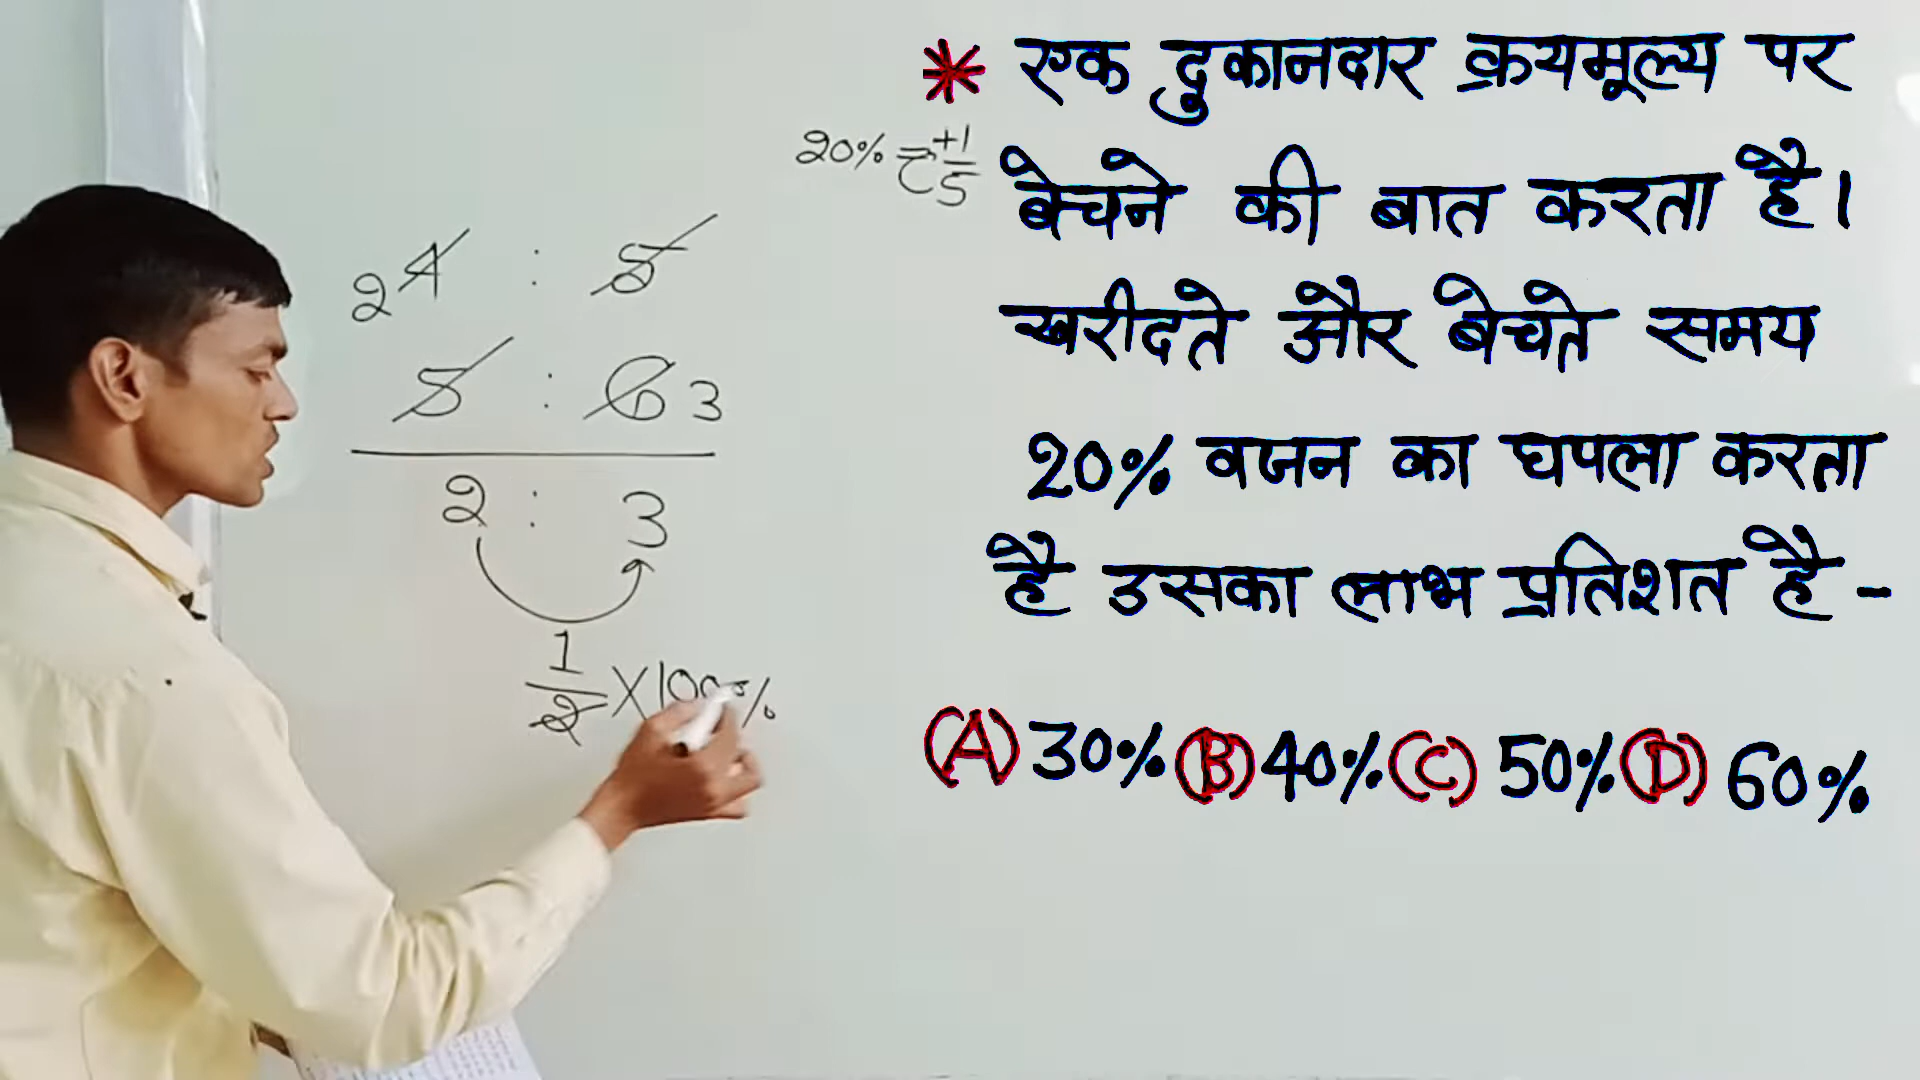 * एक दुकानदार क्रयमूल्य पर
बेचने की बात करता है।
खरीदते और बेचते समय
20% वजन का घपला करता
है उसका लाभ प्रतिशत है -
(A) 30% (B) 40% (C) 50% (D) 60%
20% = +1/5
2 4 : 5
5 : 6 3
2 : 3
1/2 X 100%